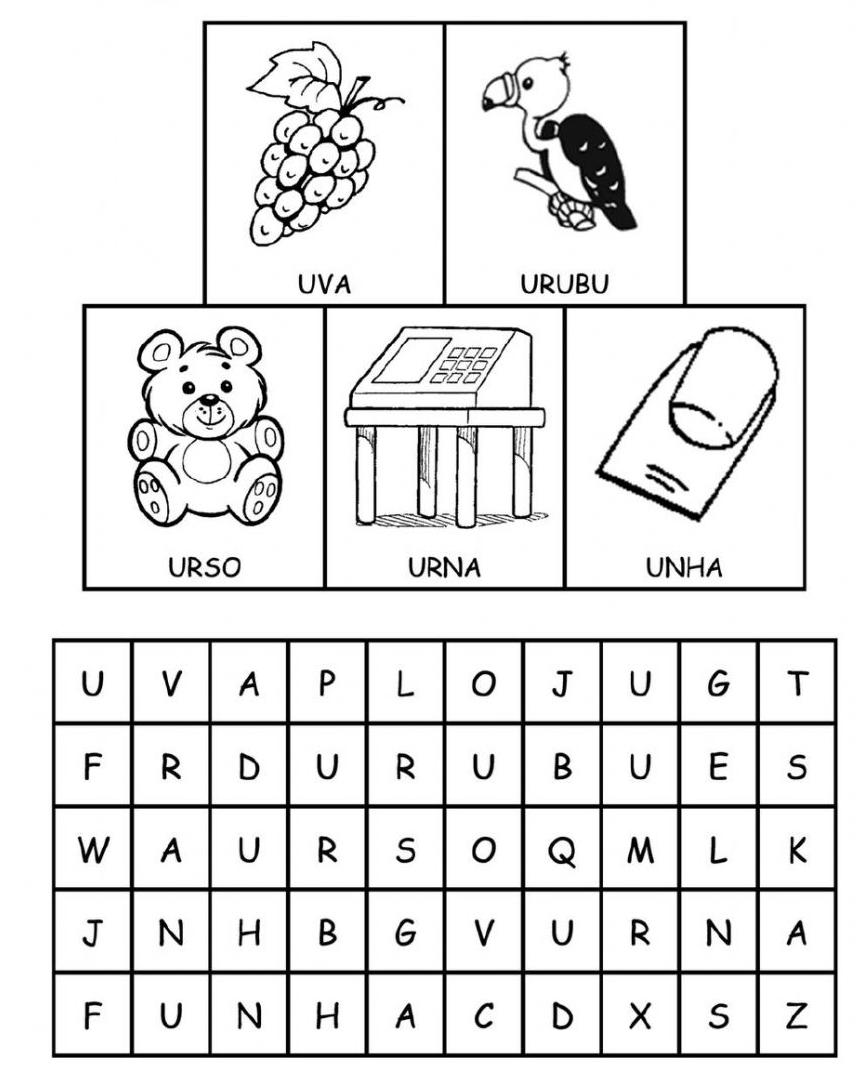 UVA URUBU
URSO URNA UNHA
U V A P L O J U G T
F R D U R U B U E S
W A U R S O Q M L K
J N H B G V U R N A
F U N H A C D X S Z